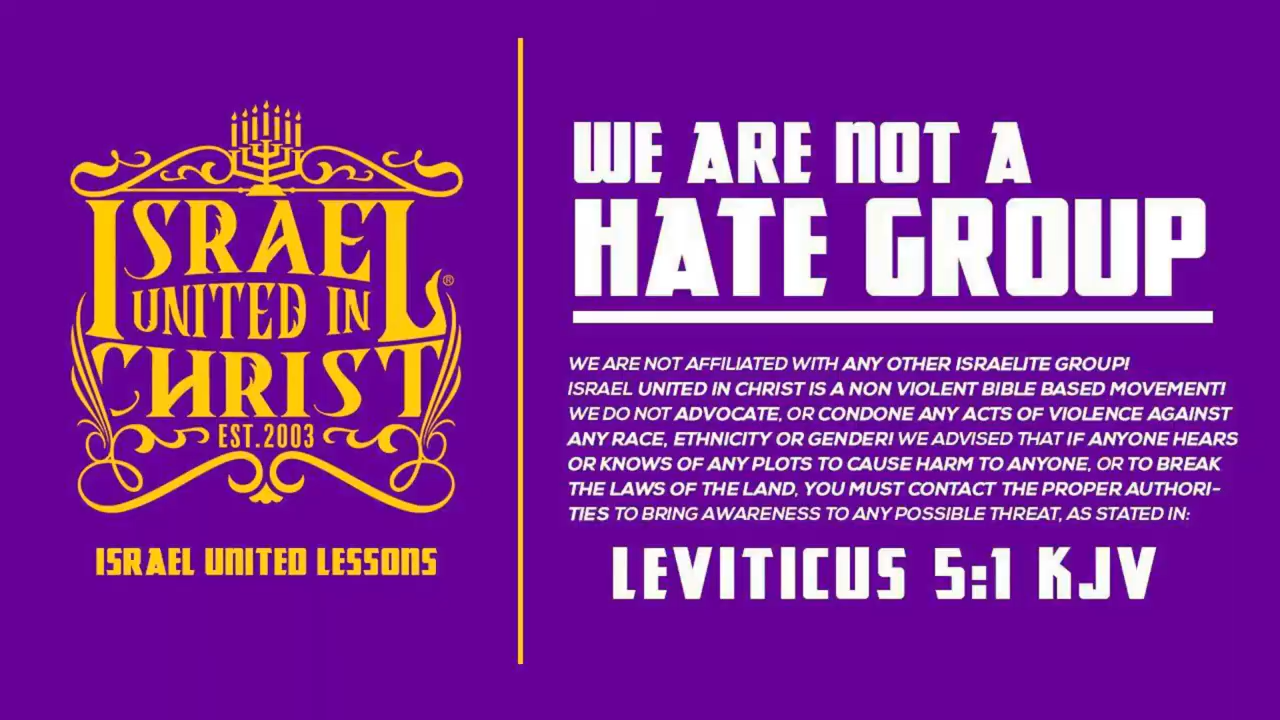 ISRAEL
UNITED IN
CHRIST
®
EST.2003
ISRAEL UNITED LESSONS
WE ARE NOT A
HATE GROUP
WE ARE NOT AFFILIATED WITH ANY OTHER ISRAELITE GROUP!
ISRAEL UNITED IN CHRIST IS A NON VIOLENT BIBLE BASED MOVEMENT!
WE DO NOT ADVOCATE, OR CONDONE ANY ACTS OF VIOLENCE AGAINST
ANY RACE, ETHNICITY OR GENDER! WE ADVISED THAT IF ANYONE HEARS
OR KNOWS OF ANY PLOTS TO CAUSE HARM TO ANYONE, OR TO BREAK
THE LAWS OF THE LAND, YOU MUST CONTACT THE PROPER AUTHORI-
TIES TO BRING AWARENESS TO ANY POSSIBLE THREAT, AS STATED IN:
LEVITICUS 5:1 KJV